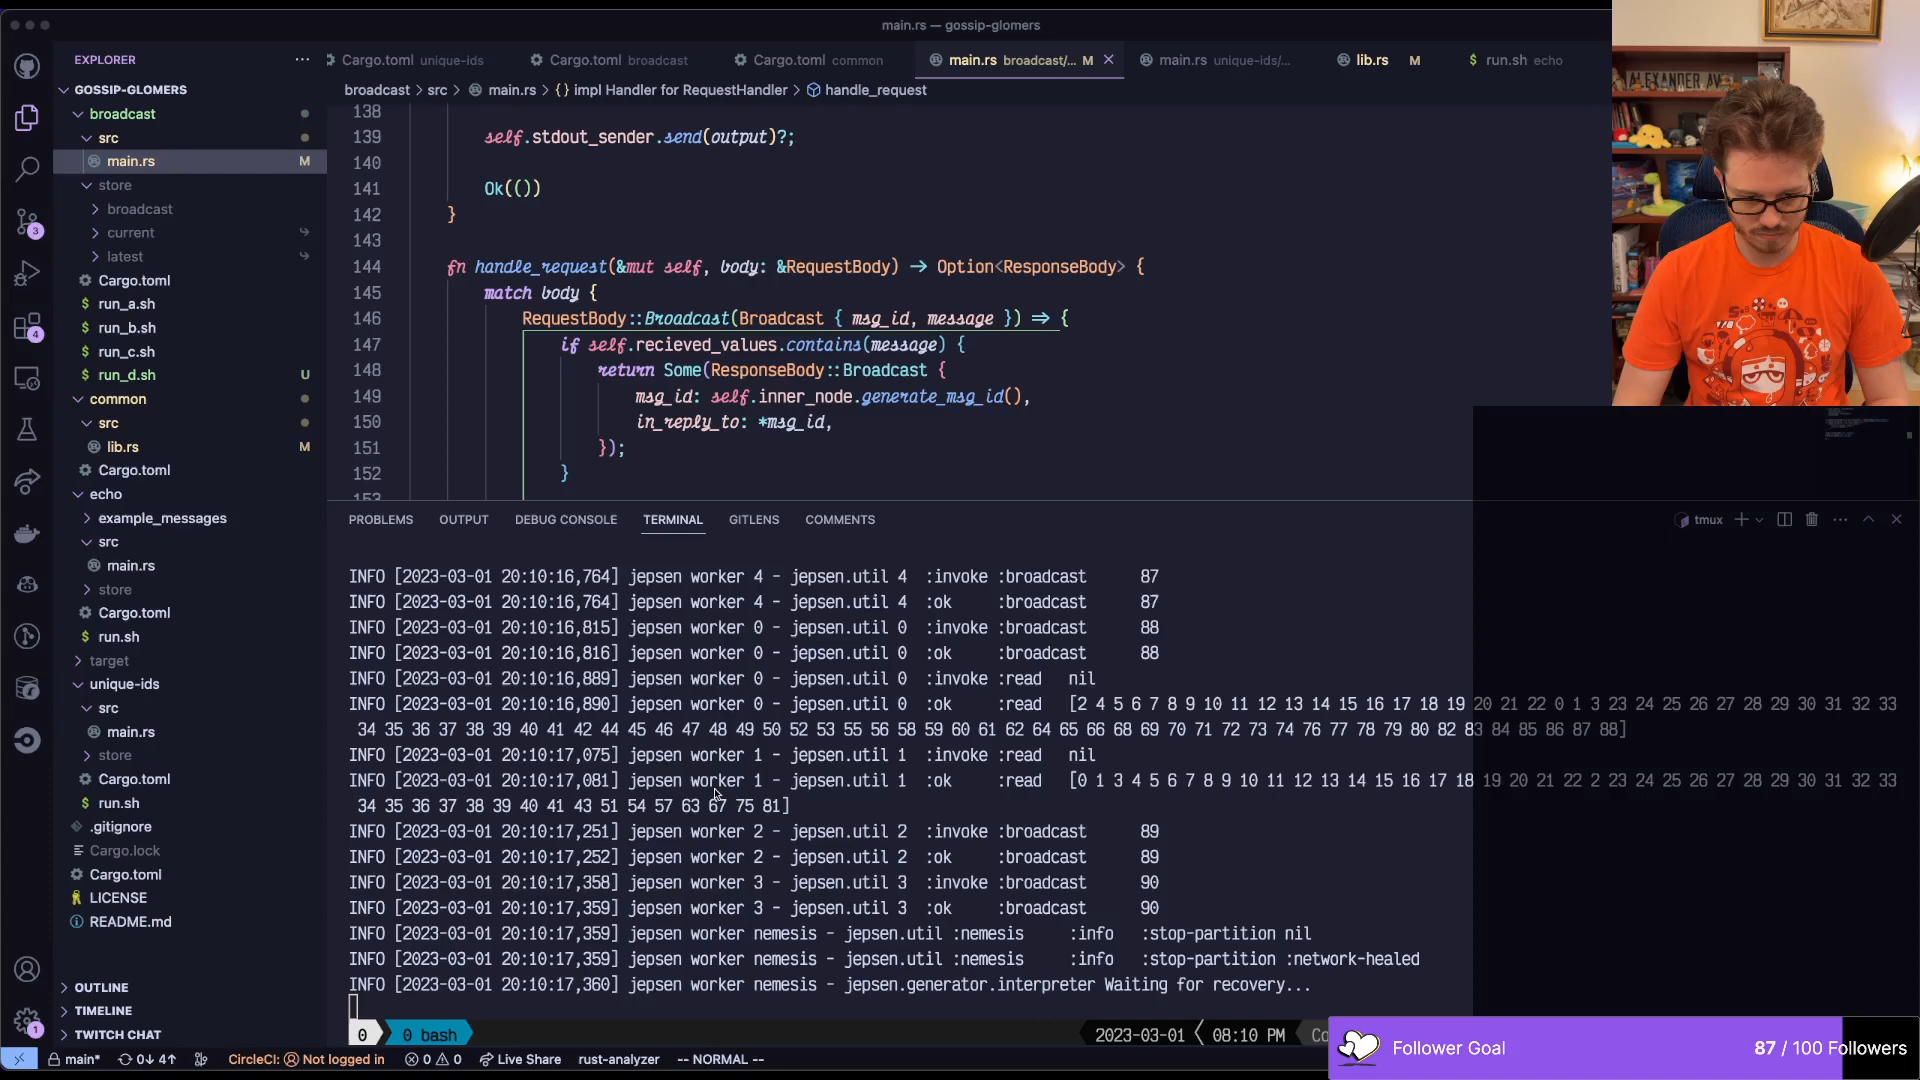 main.rs — gossip-glomers
EXPLORER
GOSSIP-GLOMERS
broadcast
src
main.rs M
store
broadcast
current
latest
Cargo.toml
run_a.sh
run_b.sh
run_c.sh
run_d.sh U
common
src
lib.rs M
Cargo.toml
echo
example_messages
src
main.rs
store
Cargo.toml
run.sh
target
unique-ids
src
main.rs
store
Cargo.toml
run.sh
.gitignore
Cargo.lock
Cargo.toml
LICENSE
README.md
OUTLINE
TIMELINE
TWITCH CHAT
3
4
1
Cargo.toml unique-ids
Cargo.toml broadcast
Cargo.toml common
main.rs broadcast/... M
main.rs unique-ids/...
lib.rs M
$ run.sh echo
broadcast > src > main.rs > {} impl Handler for RequestHandler > handle_request
138
139 self.stdout_sender.send(output)?;
140
141 Ok(())
142 }
143
144 fn handle_request(&mut self, body: &RequestBody) → Option<ResponseBody> {
145 match body {
146 RequestBody::Broadcast(Broadcast { msg_id, message }) ⇒ {
147 if self.recieved_values.contains(message) {
148 return Some(ResponseBody::Broadcast {
149 msg_id: self.inner_node.generate_msg_id(),
150 in_reply_to: *msg_id,
151 });
152 }
153
PROBLEMS OUTPUT DEBUG CONSOLE TERMINAL GITLENS COMMENTS
tmux
INFO [2023-03-01 20:10:16,764] jepsen worker 4 - jepsen.util 4 :invoke :broadcast 87
INFO [2023-03-01 20:10:16,764] jepsen worker 4 - jepsen.util 4 :ok :broadcast 87
INFO [2023-03-01 20:10:16,815] jepsen worker 0 - jepsen.util 0 :invoke :broadcast 88
INFO [2023-03-01 20:10:16,816] jepsen worker 0 - jepsen.util 0 :ok :broadcast 88
INFO [2023-03-01 20:10:16,889] jepsen worker 0 - jepsen.util 0 :invoke :read nil
INFO [2023-03-01 20:10:16,890] jepsen worker 0 - jepsen.util 0 :ok :read [2 4 5 6 7 8 9 10 11 12 13 14 15 16 17 18 19 20 21 22 0 1 3 23 24 25 26 27 28 29 30 31 32 33
34 35 36 37 38 39 40 41 42 44 45 46 47 48 49 50 52 53 55 56 58 59 60 61 62 64 65 66 68 69 70 71 72 73 74 76 77 78 79 80 82 83 84 85 86 87 88]
INFO [2023-03-01 20:10:17,075] jepsen worker 1 - jepsen.util 1 :invoke :read nil
INFO [2023-03-01 20:10:17,081] jepsen worker 1 - jepsen.util 1 :ok :read [0 1 3 4 5 6 7 8 9 10 11 12 13 14 15 16 17 18 19 20 21 22 2 23 24 25 26 27 28 29 30 31 32 33
34 35 36 37 38 39 40 41 43 51 54 57 63 67 75 81]
INFO [2023-03-01 20:10:17,251] jepsen worker 2 - jepsen.util 2 :invoke :broadcast 89
INFO [2023-03-01 20:10:17,252] jepsen worker 2 - jepsen.util 2 :ok :broadcast 89
INFO [2023-03-01 20:10:17,358] jepsen worker 3 - jepsen.util 3 :invoke :broadcast 90
INFO [2023-03-01 20:10:17,359] jepsen worker 3 - jepsen.util 3 :ok :broadcast 90
INFO [2023-03-01 20:10:17,359] jepsen worker nemesis - jepsen.util :nemesis :info :stop-partition nil
INFO [2023-03-01 20:10:17,359] jepsen worker nemesis - jepsen.util :nemesis :info :stop-partition :network-healed
INFO [2023-03-01 20:10:17,360] jepsen worker nemesis - jepsen.generator.interpreter Waiting for recovery...
0 0 bash 2023-03-01 08:10 PM Co
main* 0↓ 4↑ CircleCI: Not logged in 0 0 Live Share rust-analyzer -- NORMAL --
ALEXANDER AV
Follower Goal 87 / 100 Followers